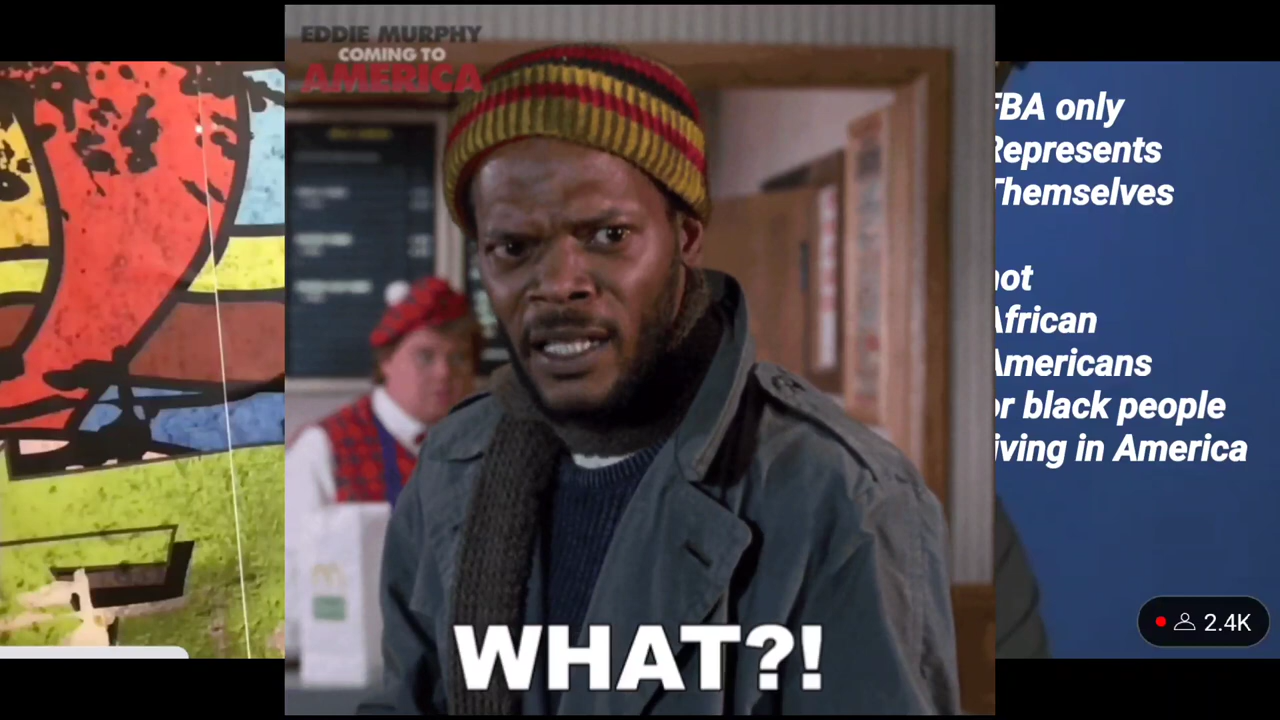 EDDIE MURPHY
COMING TO
AMERICA
WHAT?!
FBA only
Represents
Themselves
not
African
Americans
or black people
iving in America
2.4K